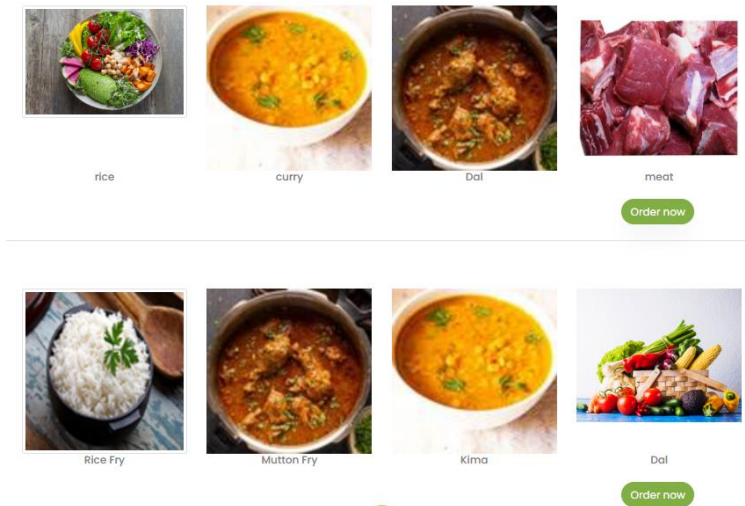 rice
curry
Dal
meat
Order now
Rice Fry
Mutton Fry
Kima
Dal
Order now